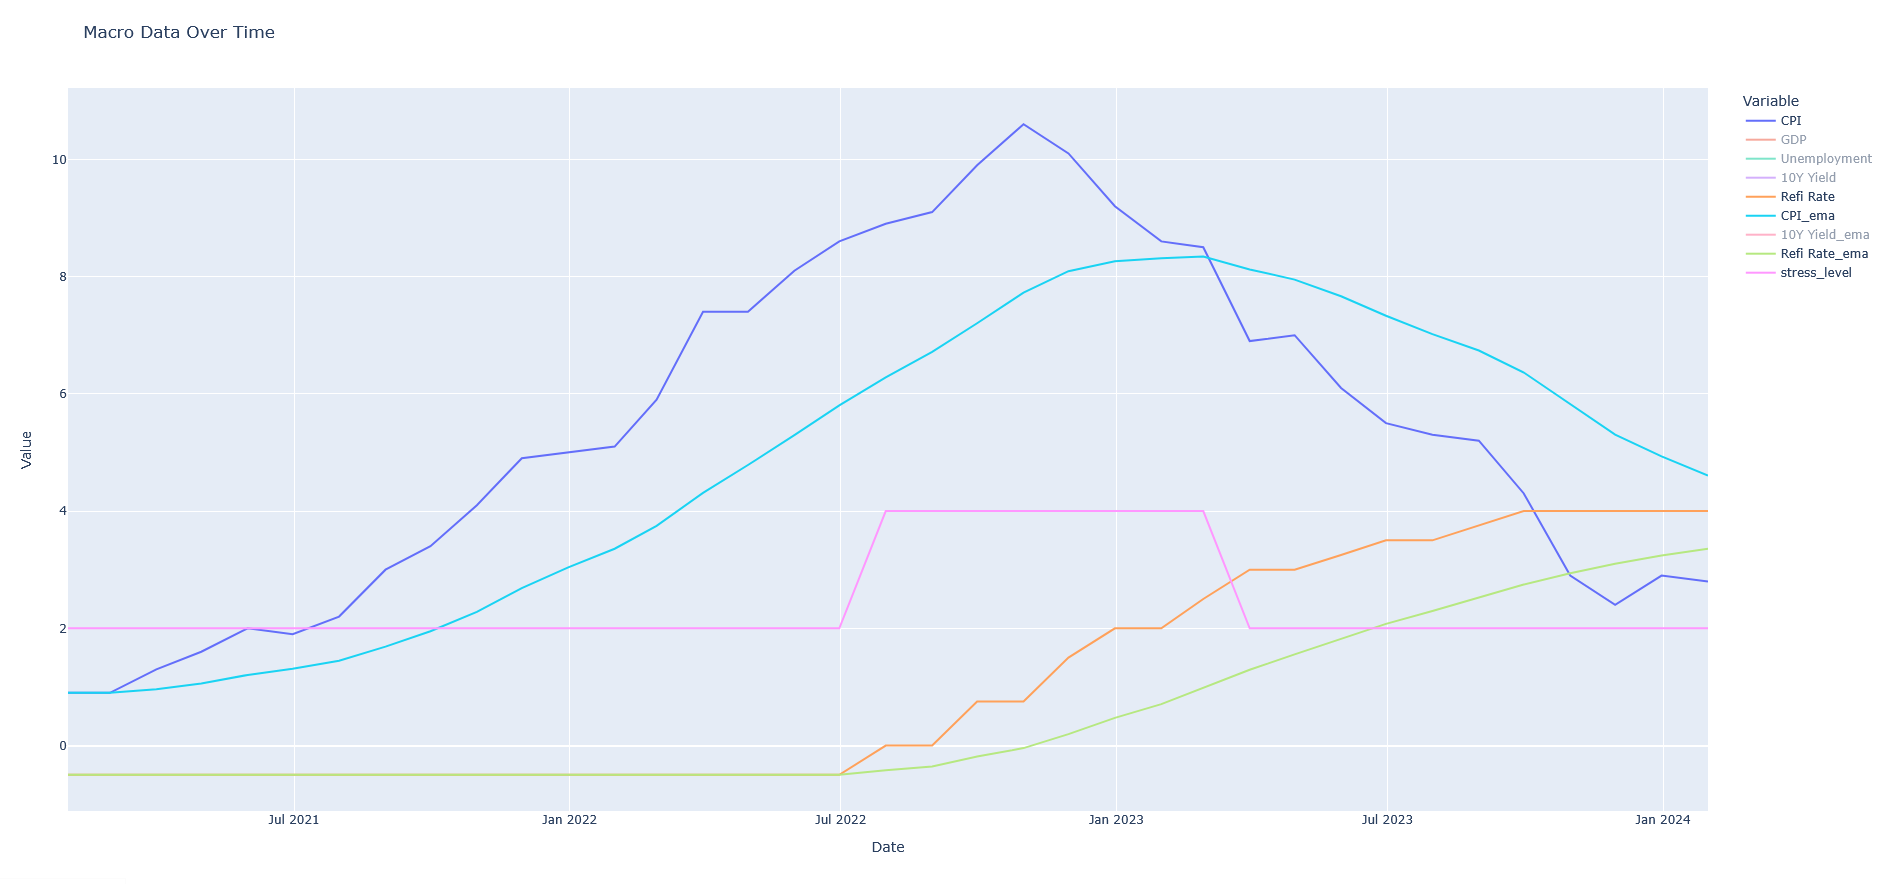 Macro Data Over Time
Variable
CPI
GDP
Unemployment
10Y Yield
Refi Rate
CPI_ema
10Y Yield_ema
Refi Rate_ema
stress_level
Value
10
8
6
4
2
0
Jul 2021
Jan 2022
Jul 2022
Jan 2023
Jul 2023
Jan 2024
Date